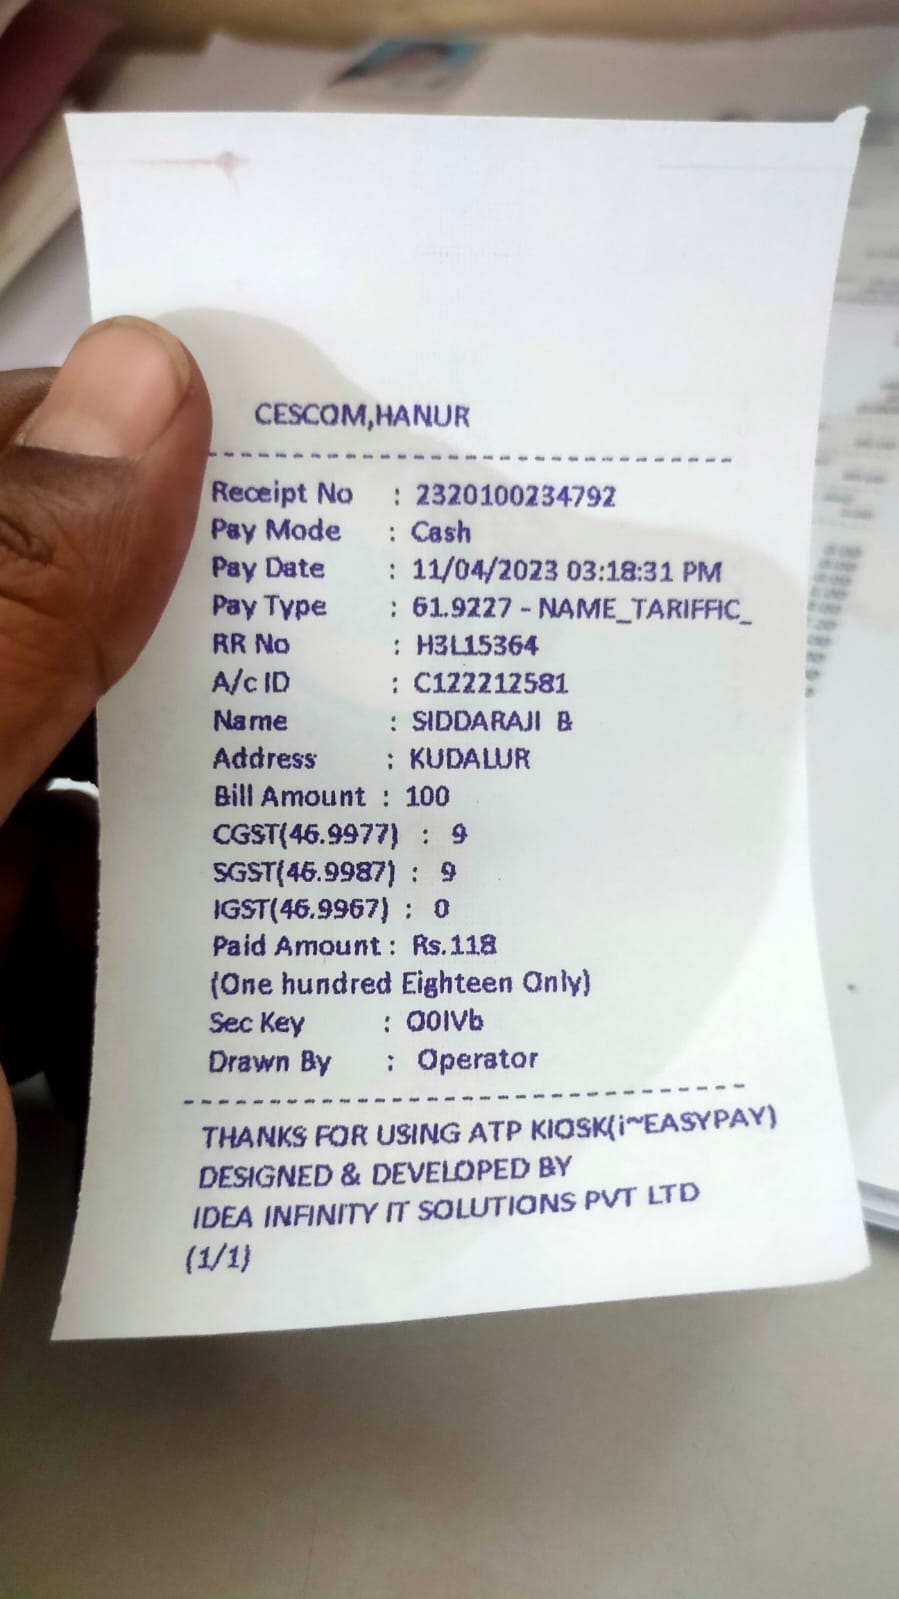 CESCOM,HANUR
--------------------------------
Receipt No : 2320100234792
Pay Mode : Cash
Pay Date : 11/04/2023 03:18:31 PM
Pay Type : 61.9227 - NAME_TARIFFIC_
RR No : H3L15364
A/c ID : C122212581
Name : SIDDARAJI B
Address : KUDALUR
Bill Amount : 100
CGST(46.9977) : 9
SGST(46.9987) : 9
IGST(46.9967) : 0
Paid Amount : Rs.118
(One hundred Eighteen Only)
Sec Key : O0IVb
Drawn By : Operator
--------------------------------
THANKS FOR USING ATP KIOSK(i~EASYPAY)
DESIGNED & DEVELOPED BY
IDEA INFINITY IT SOLUTIONS PVT LTD
(1/1)